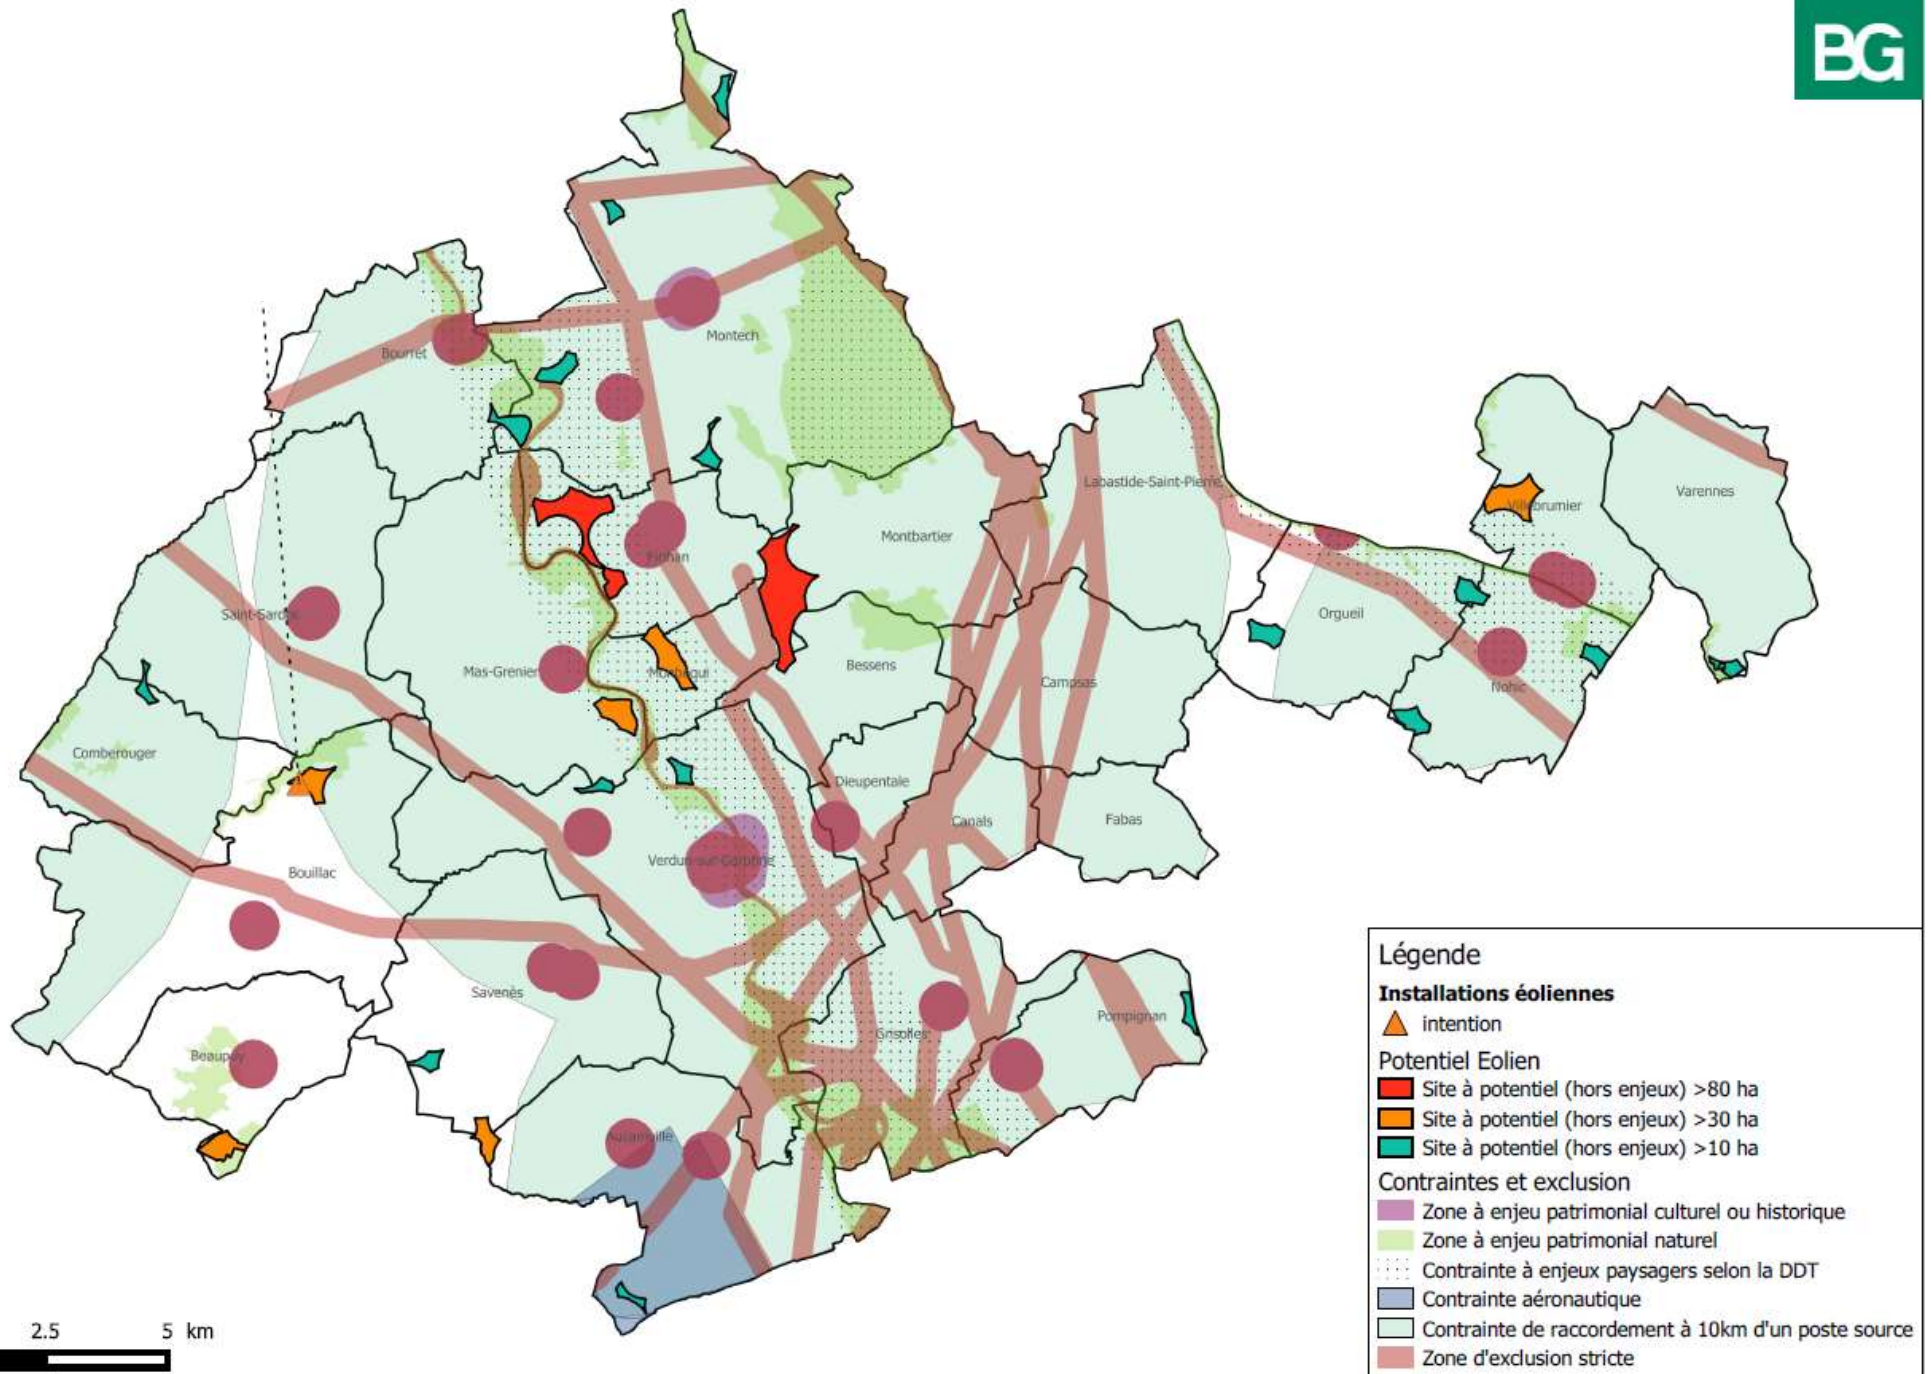 BG
Montech
Bourret
Labastide-Saint-Pierre
Varennes
Villebrumier
Montbartier
Finhan
Saint-Sardos
Orgueil
Mas-Grenier
Monbéqui
Bessens
Campsas
Nohic
Comberouger
Dieupentale
Canals
Fabas
Verdun-sur-Garonne
Bouillac
Savenès
Pompignan
Grisolles
Beaupuy
Aucamville
2.5 5 km
Légende
Installations éoliennes
intention
Potentiel Eolien
Site à potentiel (hors enjeux) >80 ha
Site à potentiel (hors enjeux) >30 ha
Site à potentiel (hors enjeux) >10 ha
Contraintes et exclusion
Zone à enjeu patrimonial culturel ou historique
Zone à enjeu patrimonial naturel
Contrainte à enjeux paysagers selon la DDT
Contrainte aéronautique
Contrainte de raccordement à 10km d'un poste source
Zone d'exclusion stricte